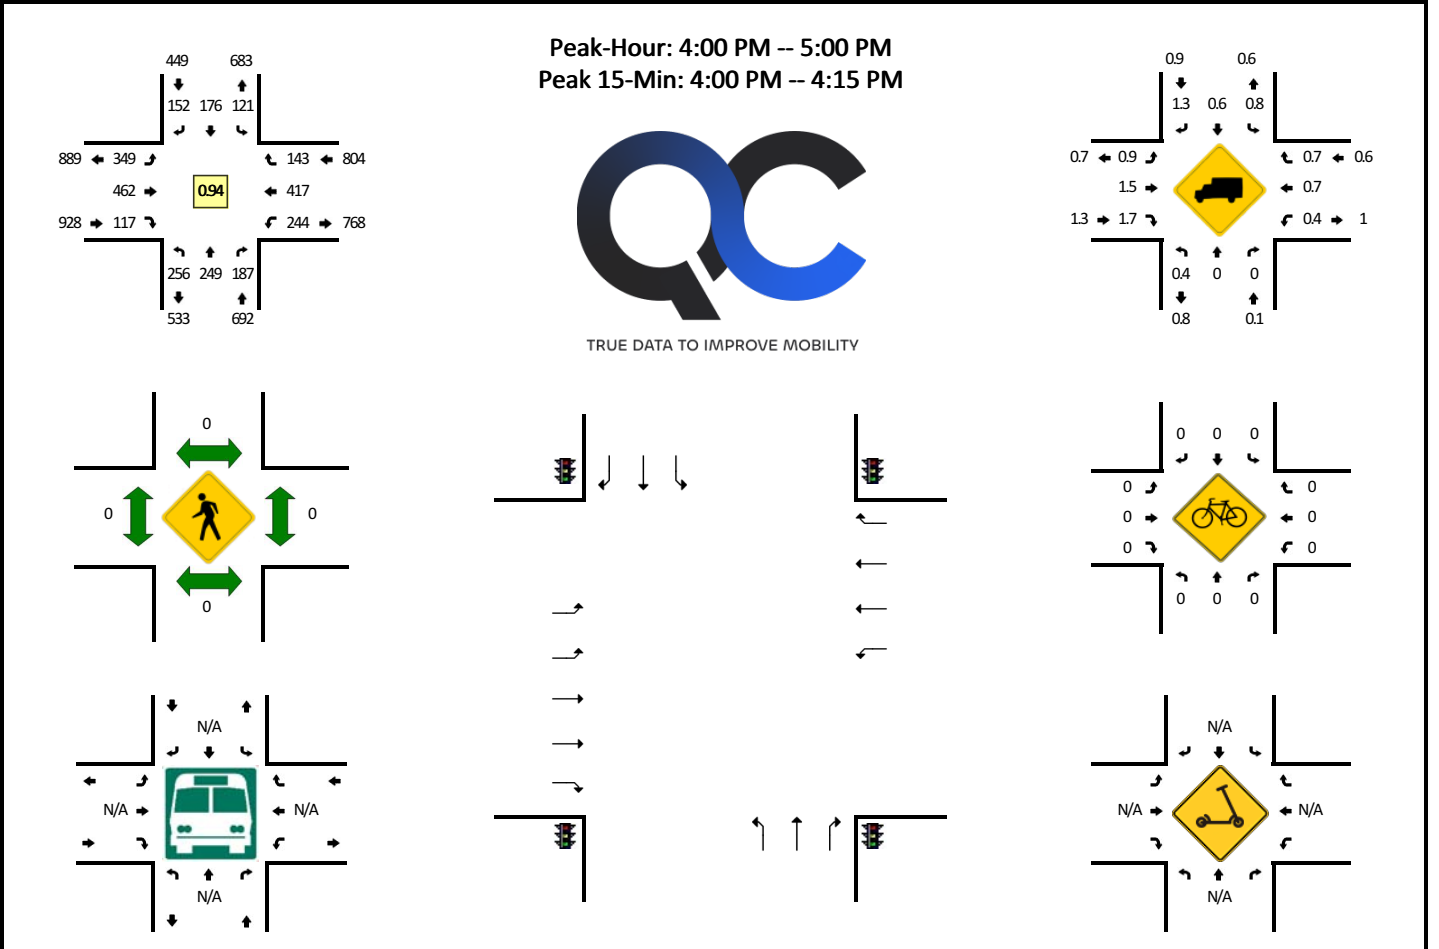 Peak-Hour: 4:00 PM -- 5:00 PM
Peak 15-Min: 4:00 PM -- 4:15 PM
449 683
152 176 121
889 349 143 804
462 0.94 417
928 117 244 768
256 249 187
533 692
TRUE DATA TO IMPROVE MOBILITY
0.9 0.6
1.3 0.6 0.8
0.7 0.9 0.7 0.6
1.5 0.7
1.3 1.7 0.4 1
0.4 0 0
0.8 0.1
0
0 0
0
0 0 0
0 0
0 0
0 0
0 0 0
N/A
N/A N/A
N/A
N/A
N/A N/A
N/A